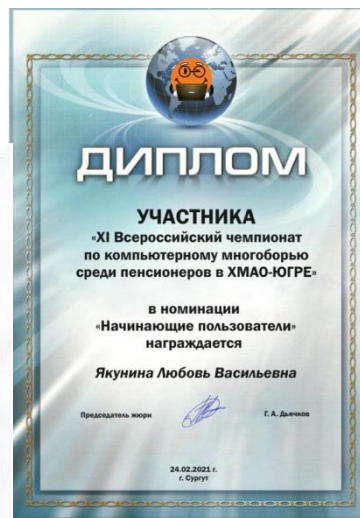 ДИПЛОМ
УЧАСТНИКА
«XI Всероссийский чемпионат
по компьютерному многоборью
среди пенсионеров в ХМАО-ЮГРЕ»
в номинации
«Начинающие пользователи»
награждается
Якунина Любовь Васильевна
Председатель жюри Г. А. Дьячков
24.02.2021 г.
г. Сургут